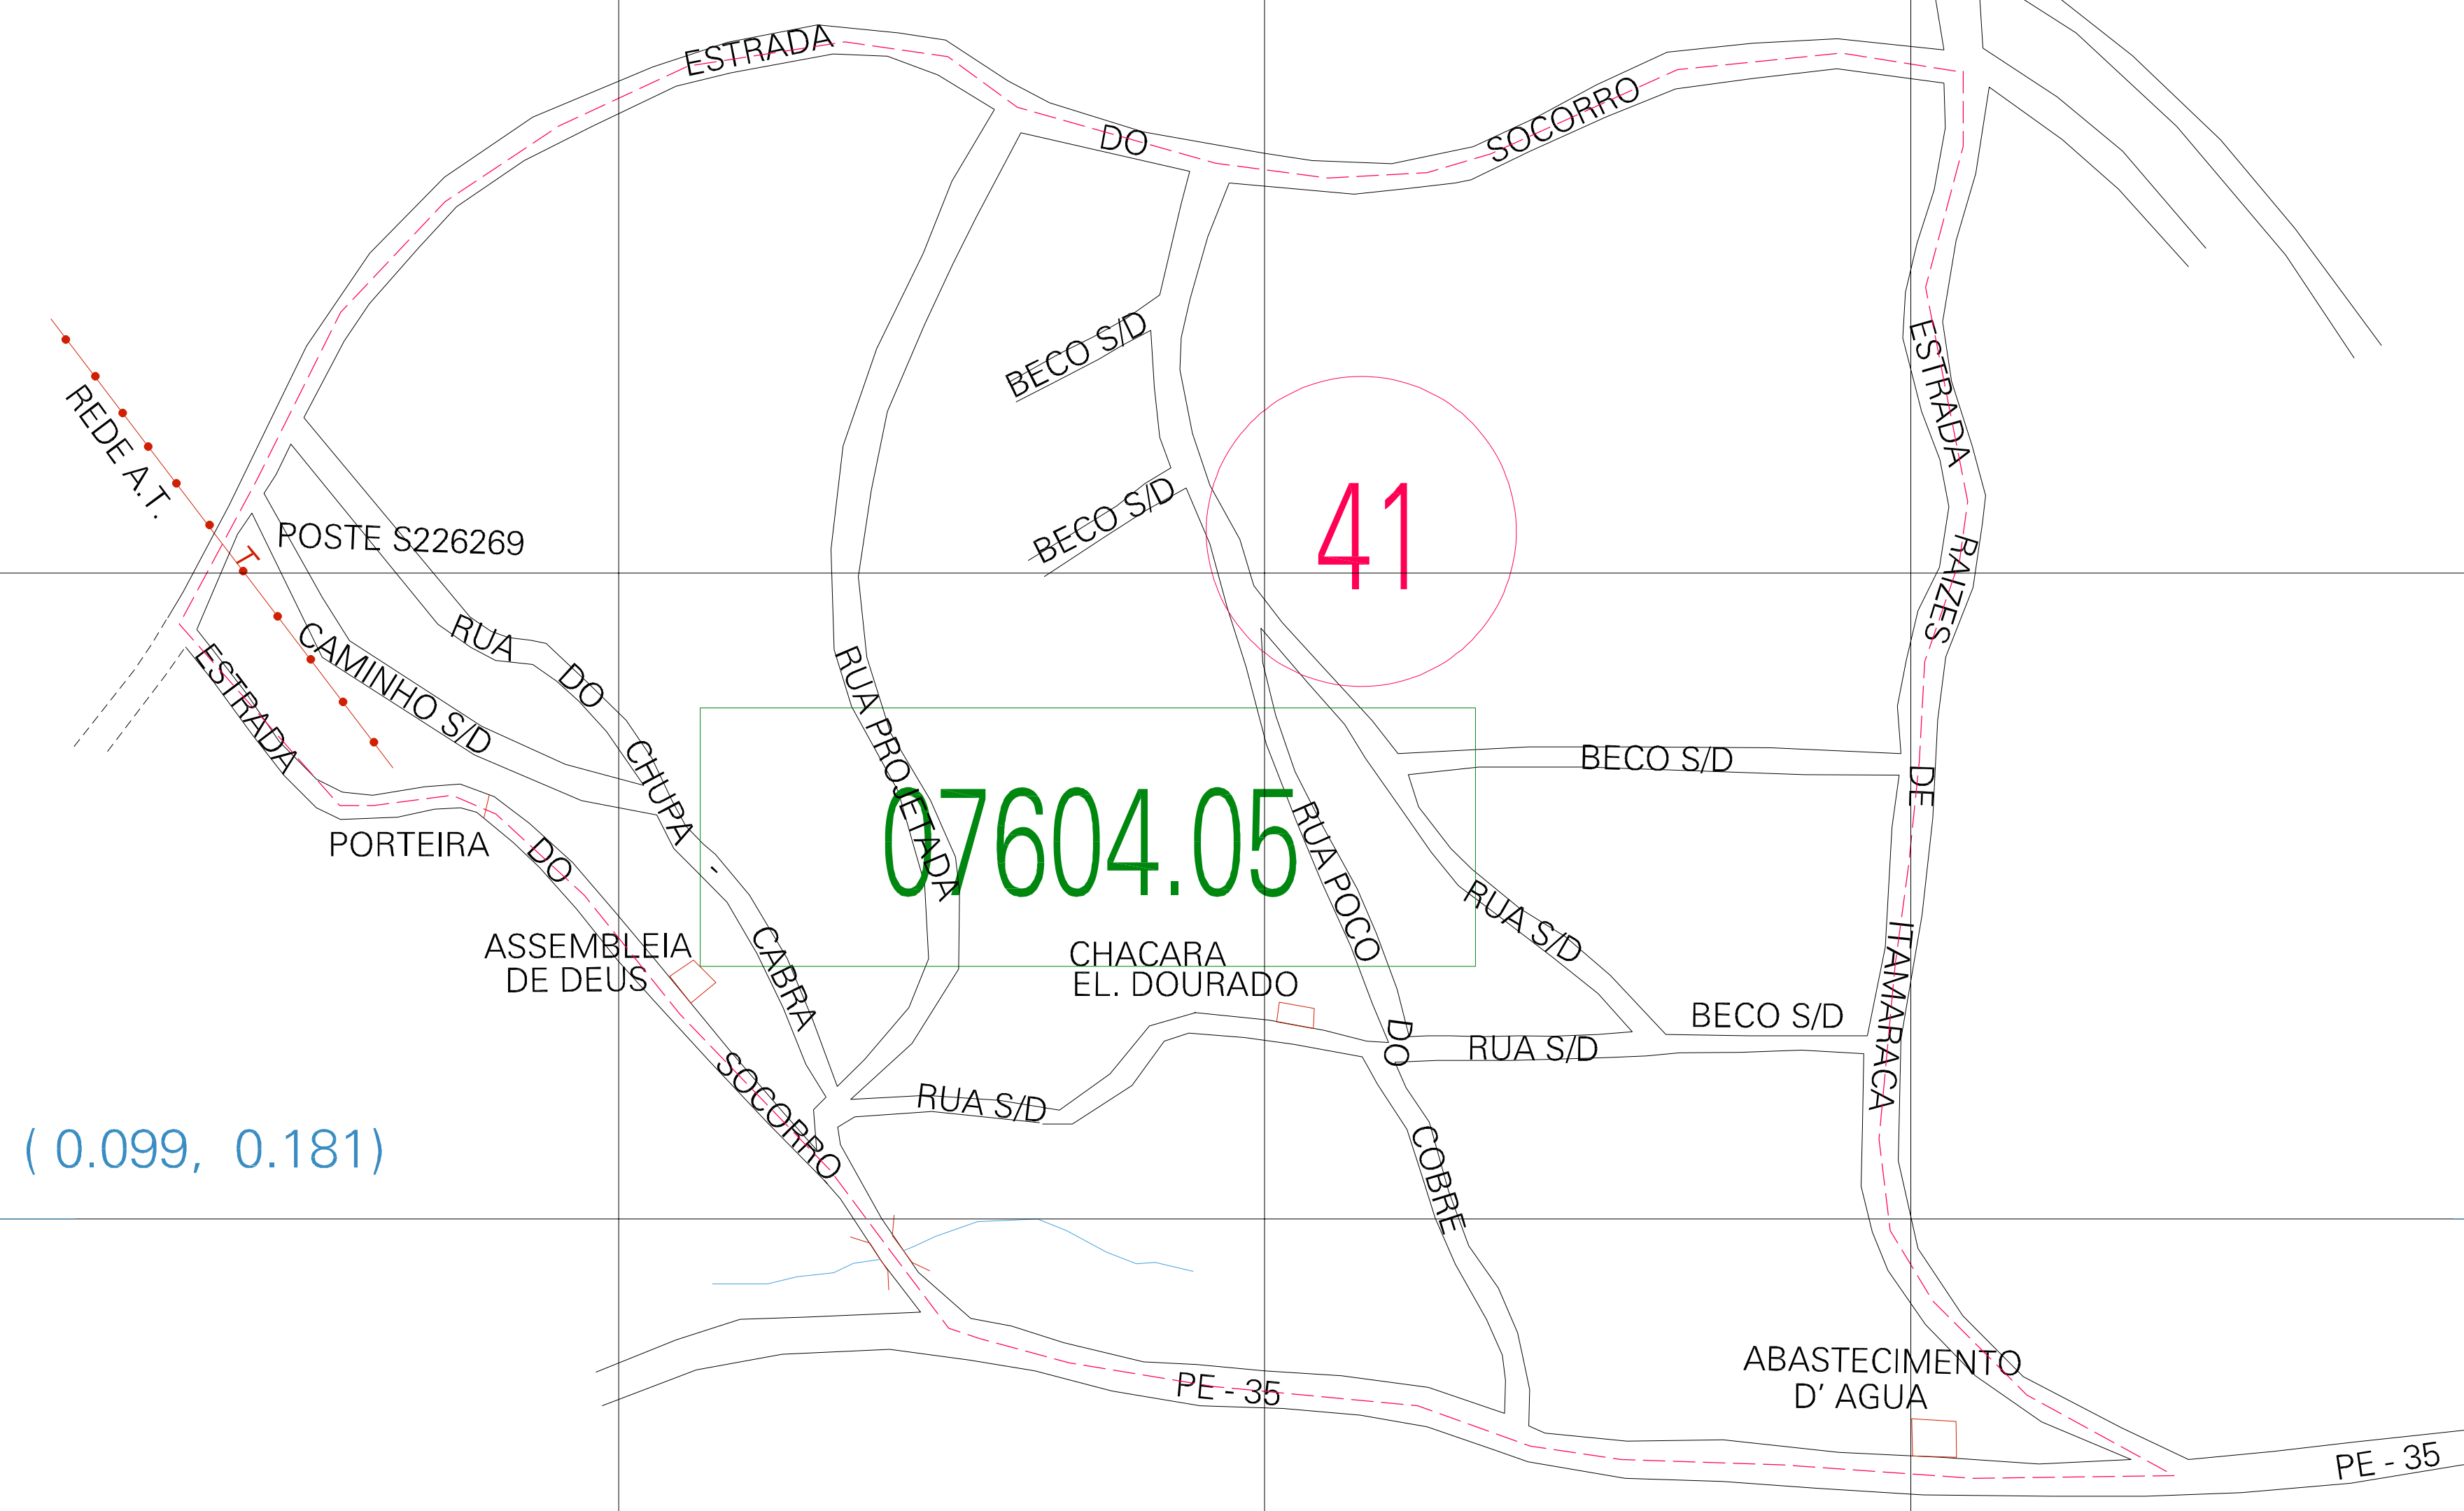 ESTRADA DO SOCORRO
BECO S/D
BECO S/D
41
REDE A.T.
T
POSTE S226269
ESTRADA DE RAIZES ITAMARACA
CAMINHO S/D
RUA DO CHUPA - CABRA
RUA PROJETADA
ESTRADA DO SOCORRO
PORTEIRA
BECO S/D
07604.05
RUA POCO DO COBRE
RUA S/D
ASSEMBLEIA
DE DEUS
CHACARA
EL. DOURADO
BECO S/D
RUA S/D
RUA S/D
( 0.099, 0.181)
ABASTECIMENTO
D' AGUA
PE - 35
PE - 35